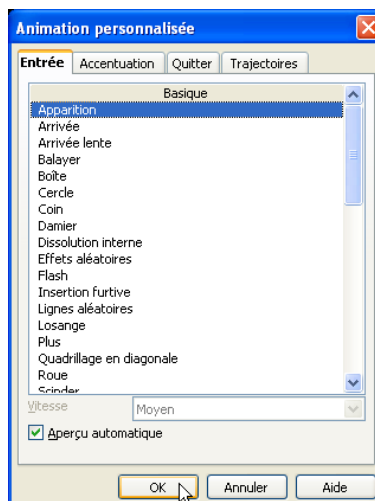 Animation personnalisée
Entrée Accentuation Quitter Trajectoires
Basique
Apparition
Arrivée
Arrivée lente
Balayer
Boîte
Cercle
Coin
Damier
Dissolution interne
Effets aléatoires
Flash
Insertion furtive
Lignes aléatoires
Losange
Plus
Quadrillage en diagonale
Roue
Scinder
Vitesse Moyen
Aperçu automatique
OK Annuler Aide